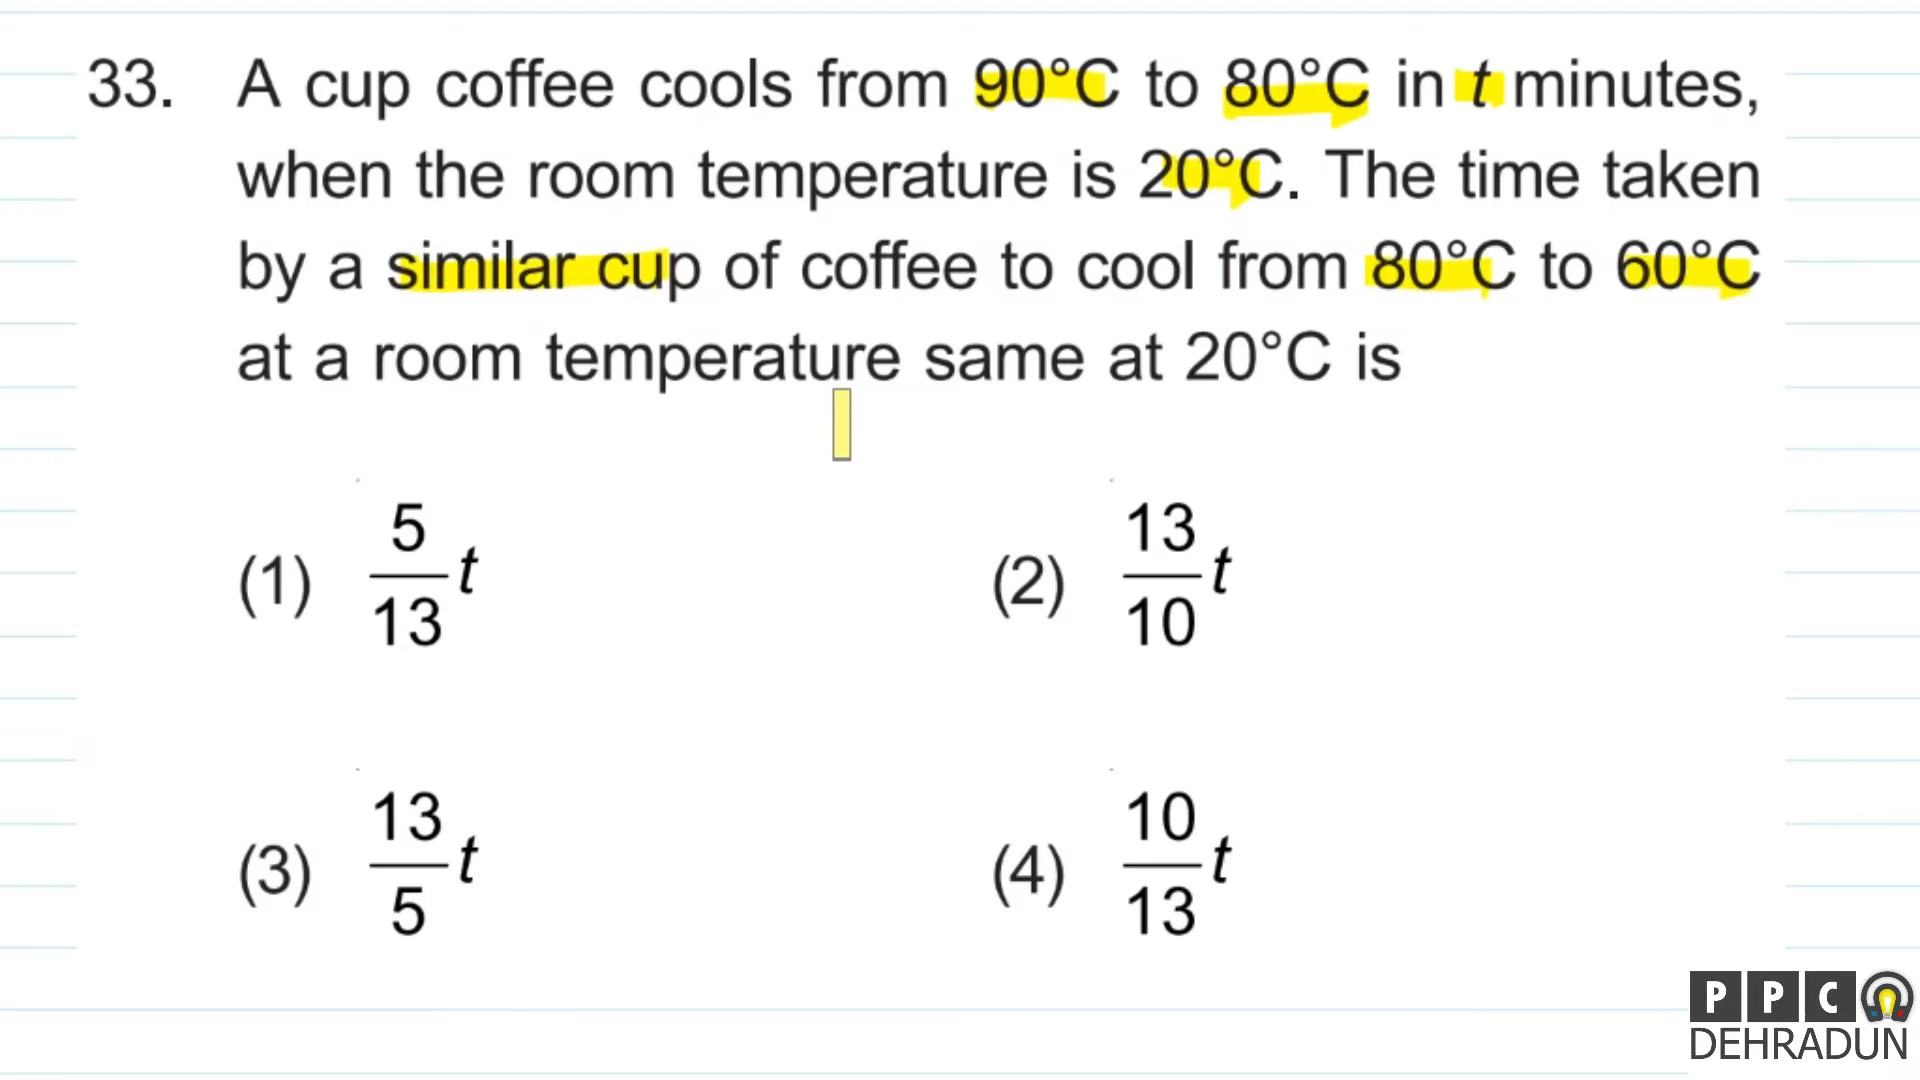 33. A cup coffee cools from 90°C to 80°C in t minutes,
when the room temperature is 20°C. The time taken
by a similar cup of coffee to cool from 80°C to 60°C
at a room temperature same at 20°C is
(1) 5/13 t
(2) 13/10 t
(3) 13/5 t
(4) 10/13 t
PPC
DEHRADUN